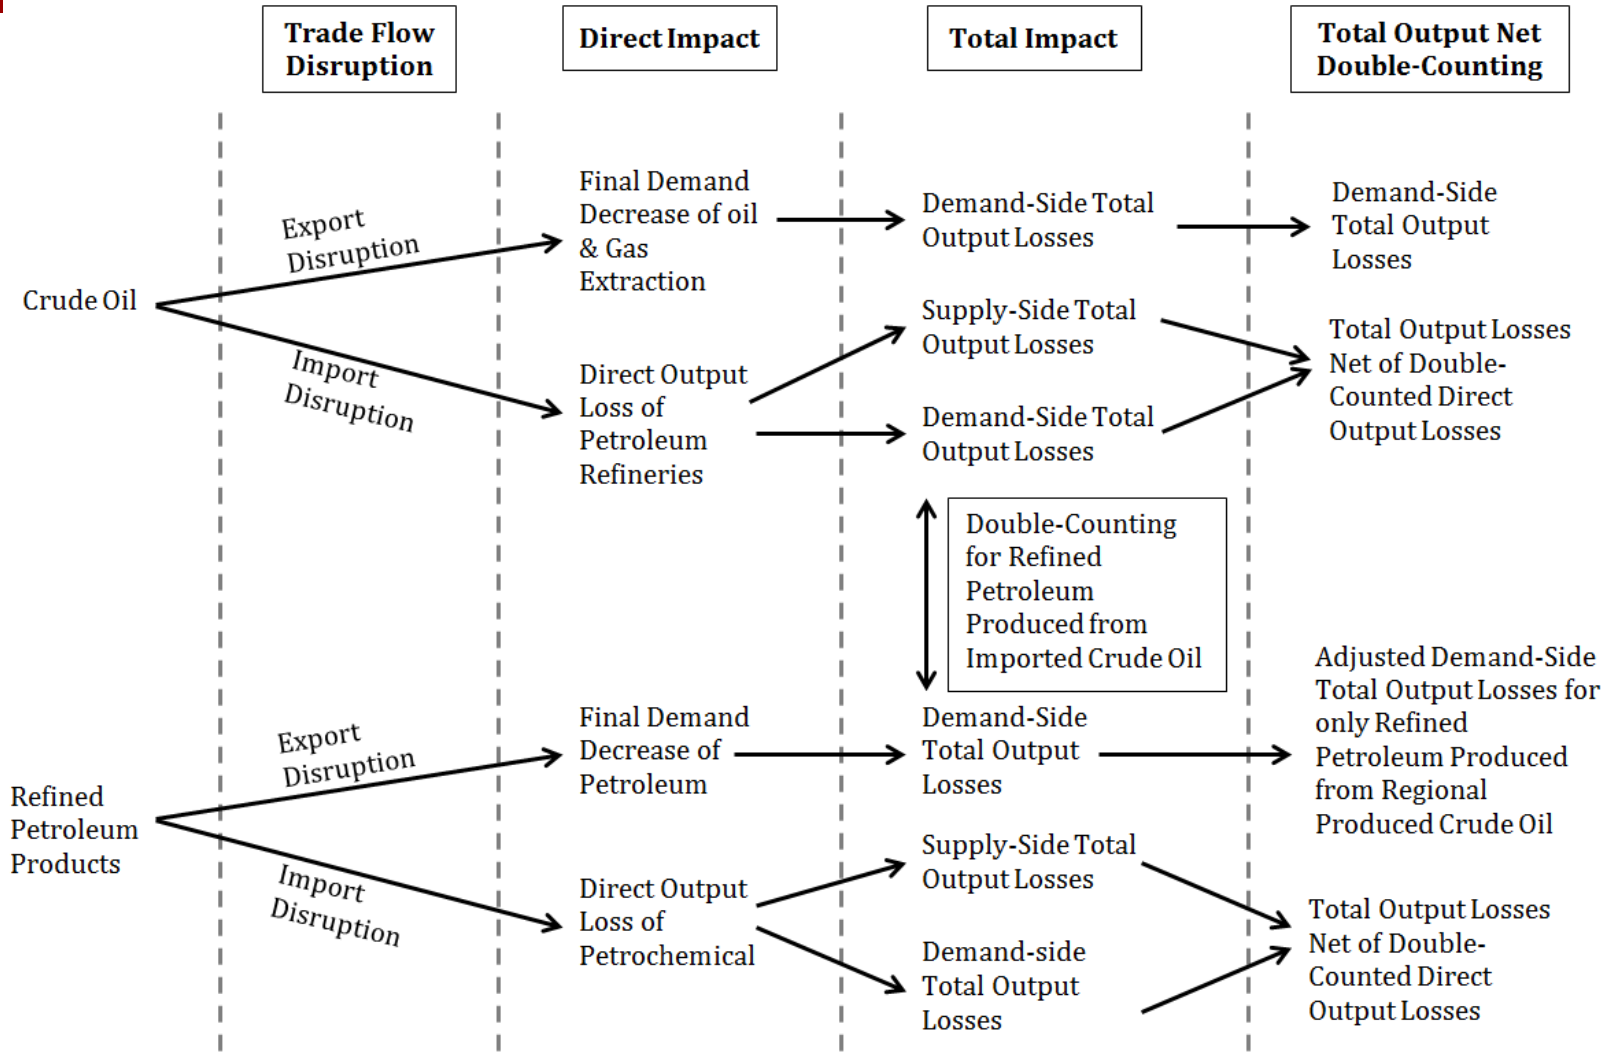 Trade Flow
Disruption
Direct Impact
Total Impact
Total Output Net
Double-Counting
Crude Oil
Export
Disruption
Import
Disruption
Final Demand
Decrease of oil
& Gas
Extraction
Direct Output
Loss of
Petroleum
Refineries
Demand-Side Total
Output Losses
Supply-Side Total
Output Losses
Demand-Side Total
Output Losses
Demand-Side
Total Output
Losses
Total Output Losses
Net of Double-
Counted Direct
Output Losses
Double-Counting
for Refined
Petroleum
Produced from
Imported Crude Oil
Refined
Petroleum
Products
Export
Disruption
Import
Disruption
Final Demand
Decrease of
Petroleum
Direct Output
Loss of
Petrochemical
Demand-Side
Total Output
Losses
Supply-Side Total
Output Losses
Demand-side
Total Output
Losses
Adjusted Demand-Side
Total Output Losses for
only Refined
Petroleum Produced
from Regional
Produced Crude Oil
Total Output Losses
Net of Double-
Counted Direct
Output Losses